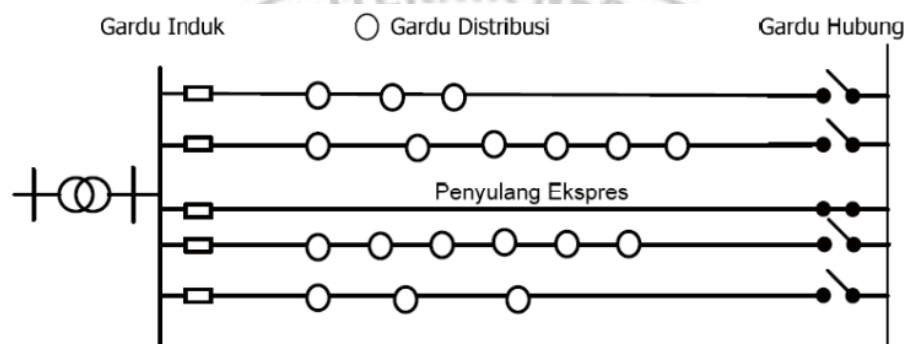 Gardu Induk
Gardu Distribusi
Gardu Hubung
Penyulang Ekspres